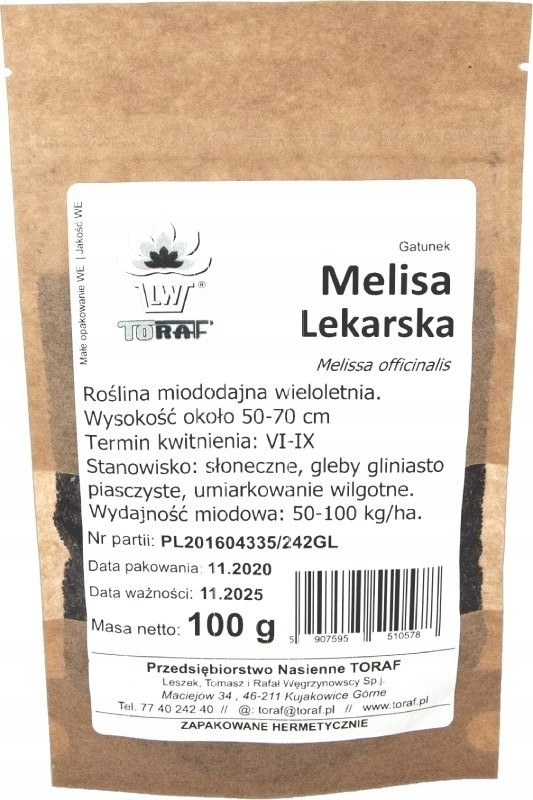 Małe opakowanie WE | Jakość WE
LW®
TORAF
Gatunek
Melisa
Lekarska
Melissa officinalis
Roślina miododajna wieloletnia.
Wysokość około 50-70 cm
Termin kwitnienia: VI-IX
Stanowisko: słoneczne, gleby gliniasto
piasczyste, umiarkowanie wilgotne.
Wydajność miodowa: 50-100 kg/ha.
Nr partii: PL201604335/242GL
Data pakowania: 11.2020
Data ważności: 11.2025
Masa netto: 100 g
5 907595 510578
Przedsiębiorstwo Nasienne TORAF
Leszek, Tomasz i Rafał Węgrzynowscy Sp.j.
Maciejów 34 , 46-211 Kujakowice Górne
Tel. 77 40 242 40 // @: toraf@toraf.pl // www.toraf.pl
ZAPAKOWANE HERMETYCZNIE